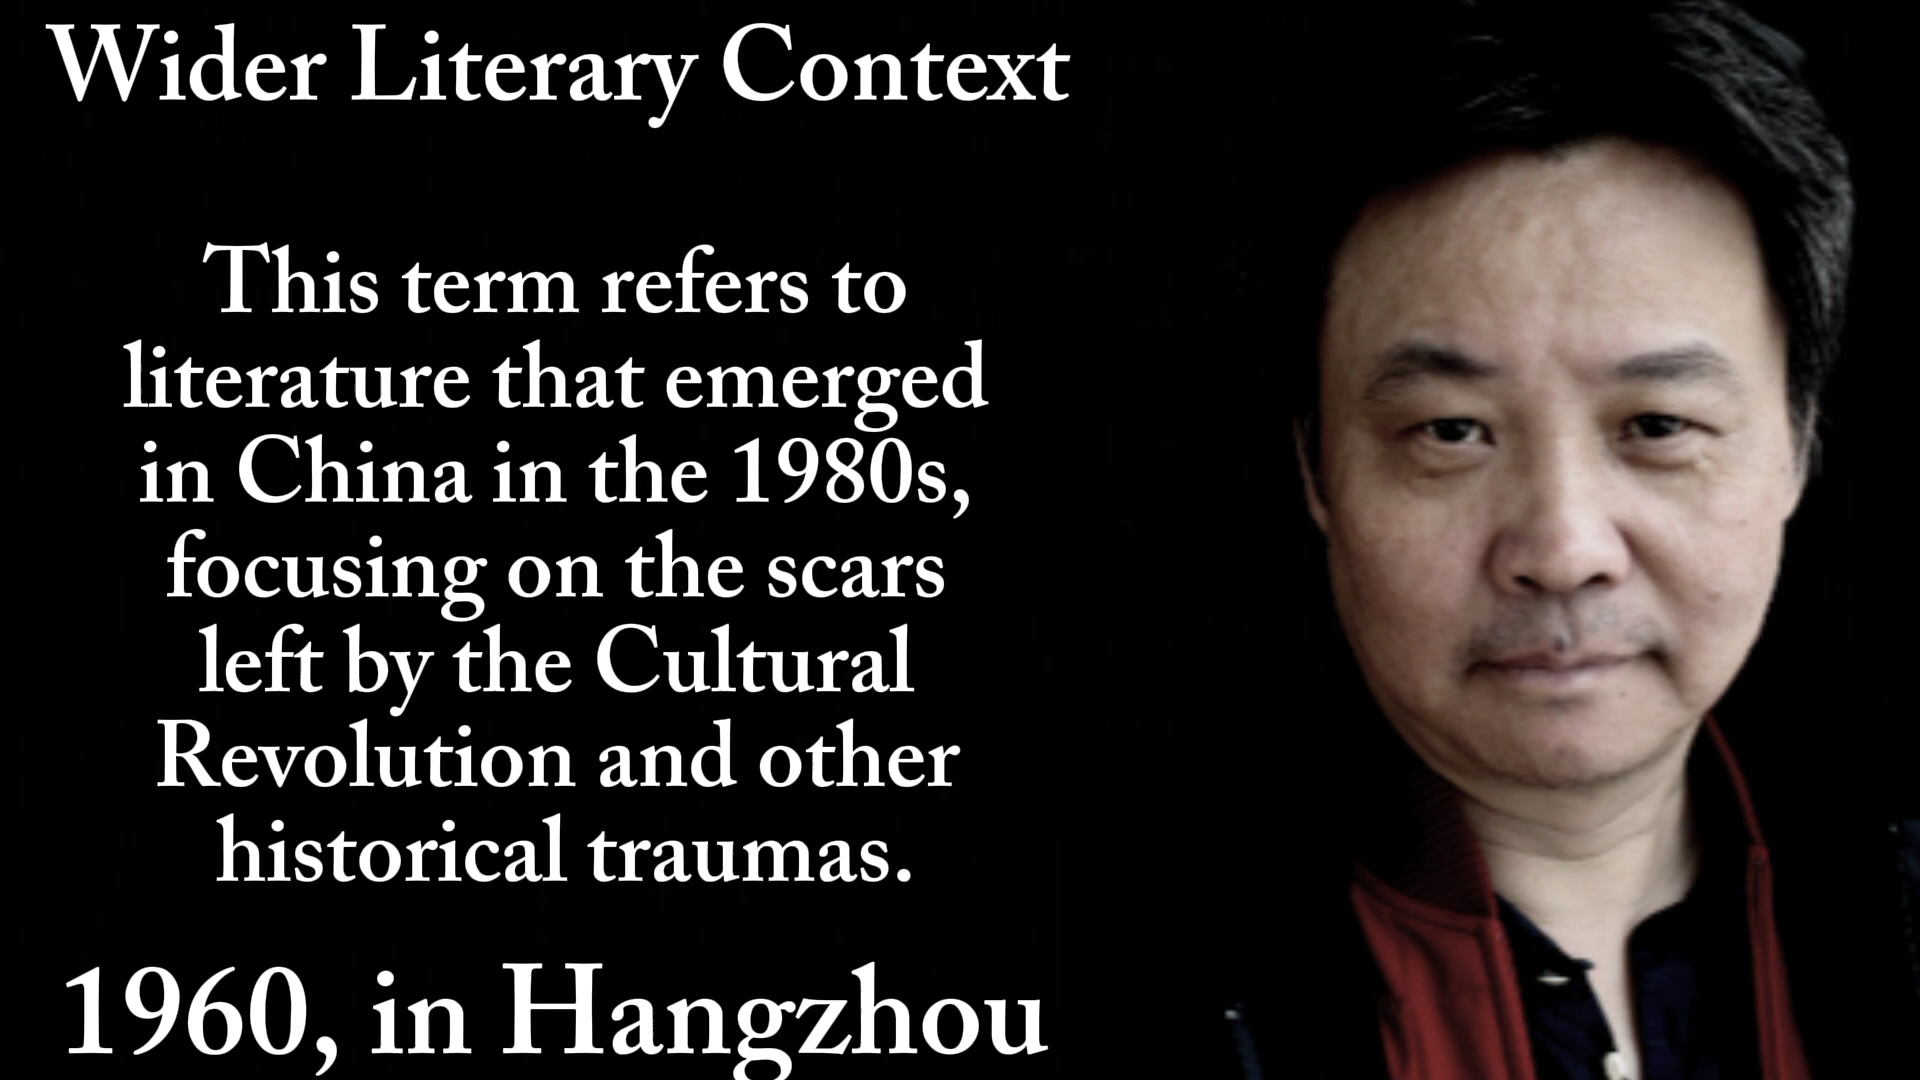 Wider Literary Context
This term refers to
literature that emerged
in China in the 1980s,
focusing on the scars
left by the Cultural
Revolution and other
historical traumas.
1960, in Hangzhou